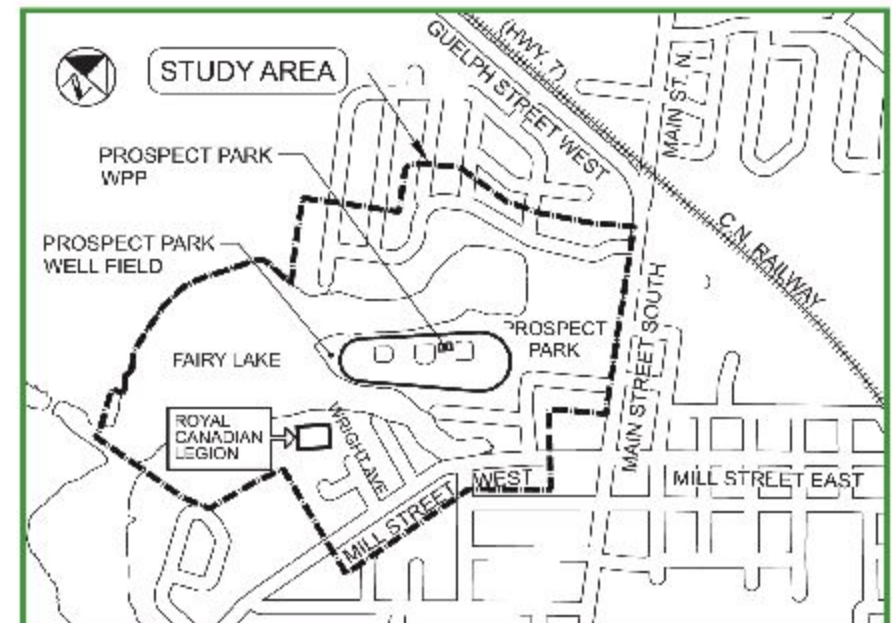 STUDY AREA
(HWY. 7)
GUELPH STREET WEST
MAIN ST. N.
PROSPECT PARK
WPP
PROSPECT PARK
WELL FIELD
C.N. RAILWAY
FAIRY LAKE
PROSPECT
PARK
MAIN STREET SOUTH
ROYAL
CANADIAN
LEGION
WRIGHT AVE
MILL STREET
WEST
MILL STREET EAST